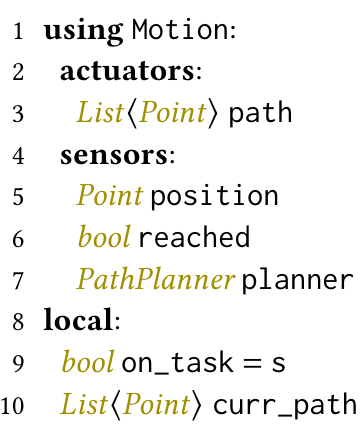 1 using Motion:
2 actuators:
3 List⟨Point⟩ path
4 sensors:
5 Point position
6 bool reached
7 PathPlanner planner
8 local:
9 bool on_task = s
10 List⟨Point⟩ curr_path